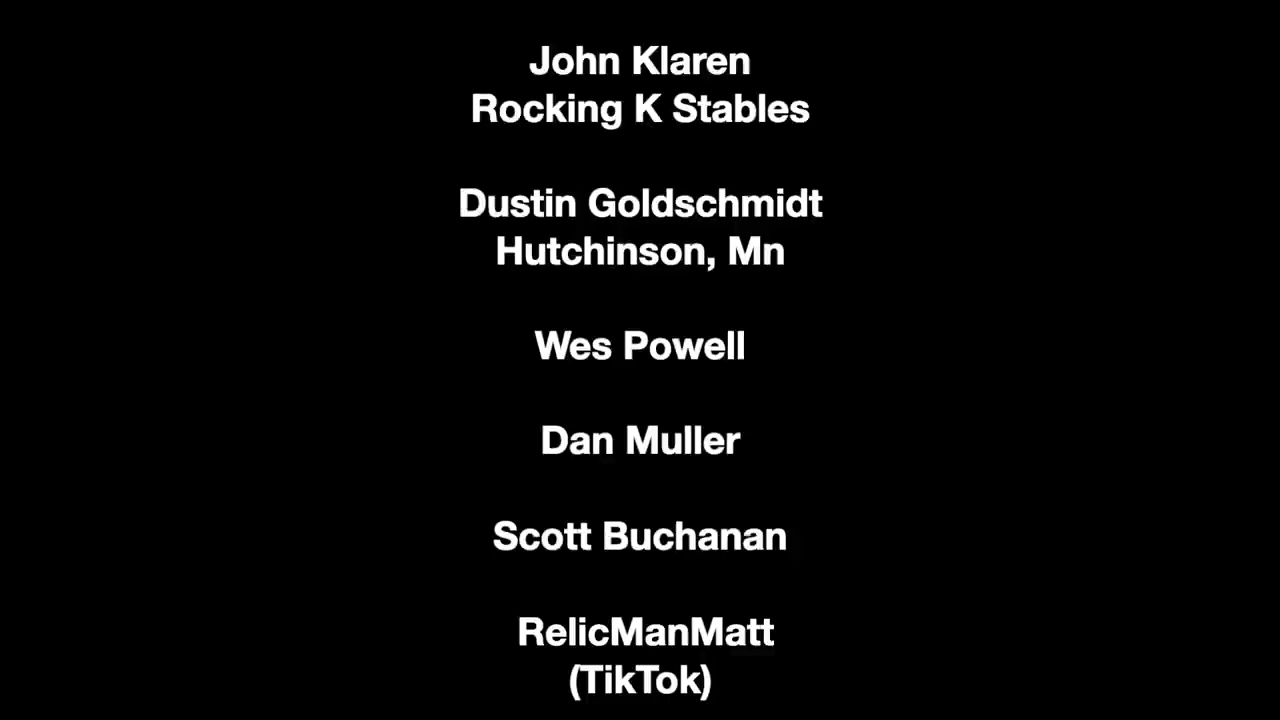 John Klaren
Rocking K Stables
Dustin Goldschmidt
Hutchinson, Mn
Wes Powell
Dan Muller
Scott Buchanan
RelicManMatt
(TikTok)